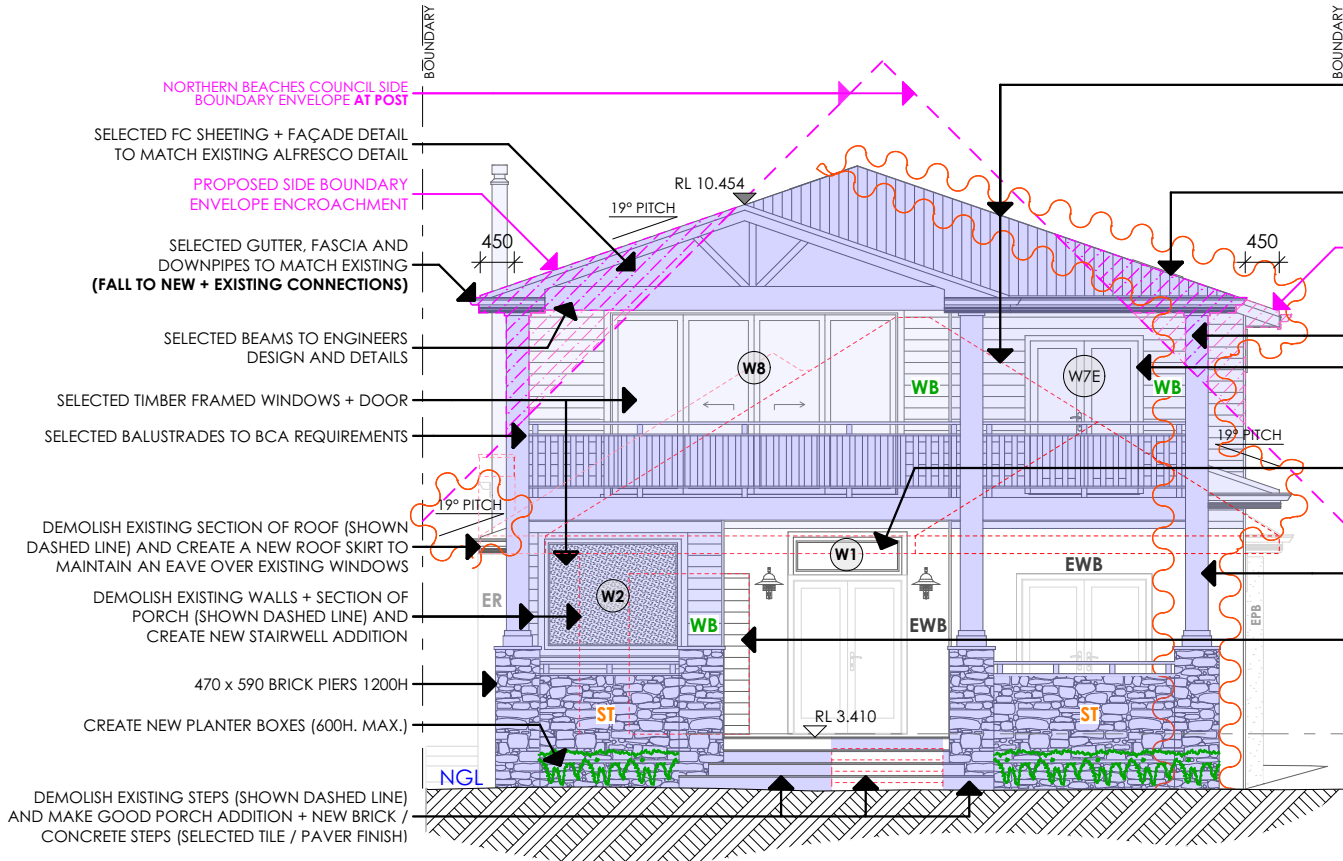 BOUNDARY
BOUNDARY
NORTHERN BEACHES COUNCIL SIDE
BOUNDARY ENVELOPE AT POST
SELECTED FC SHEETING + FAÇADE DETAIL
TO MATCH EXISTING ALFRESCO DETAIL
PROPOSED SIDE BOUNDARY
ENVELOPE ENCROACHMENT
SELECTED GUTTER, FASCIA AND
DOWNPIPES TO MATCH EXISTING
(FALL TO NEW + EXISTING CONNECTIONS)
SELECTED BEAMS TO ENGINEERS
DESIGN AND DETAILS
SELECTED TIMBER FRAMED WINDOWS + DOOR
SELECTED BALUSTRADES TO BCA REQUIREMENTS
DEMOLISH EXISTING SECTION OF ROOF (SHOWN
DASHED LINE) AND CREATE A NEW ROOF SKIRT TO
MAINTAIN AN EAVE OVER EXISTING WINDOWS
DEMOLISH EXISTING WALLS + SECTION OF
PORCH (SHOWN DASHED LINE) AND
CREATE NEW STAIRWELL ADDITION
470 x 590 BRICK PIERS 1200H
CREATE NEW PLANTER BOXES (600H. MAX.)
DEMOLISH EXISTING STEPS (SHOWN DASHED LINE)
AND MAKE GOOD PORCH ADDITION + NEW BRICK /
CONCRETE STEPS (SELECTED TILE / PAVER FINISH)
RL 10.454
19° PITCH
450
450
W8
W7E
WB
WB
19° PITCH
19° PITCH
W1
EWB
W2
ER
WB
EWB
EPB
ST
ST
RL 3.410
NGL